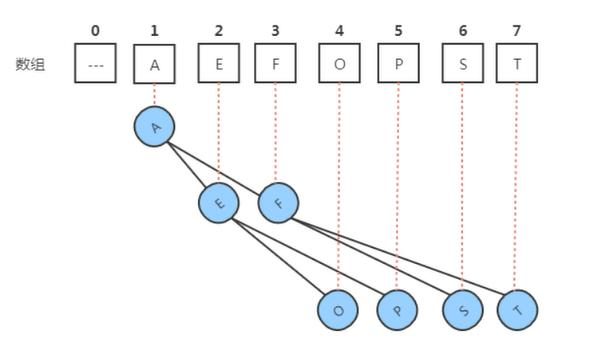 0 1 2 3 4 5 6 7
数组 --- A E F O P S T
A
E F
O P S T